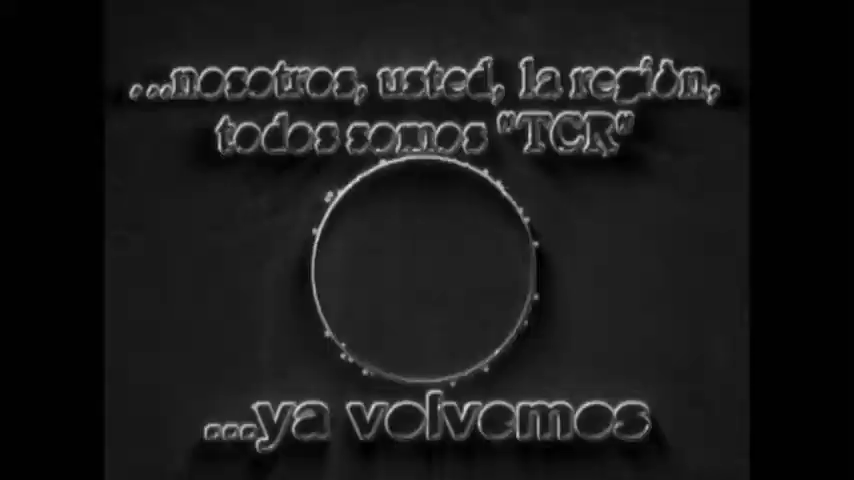 ...nosotros, usted, la región,
todos somos "TCR"
...ya volvemos